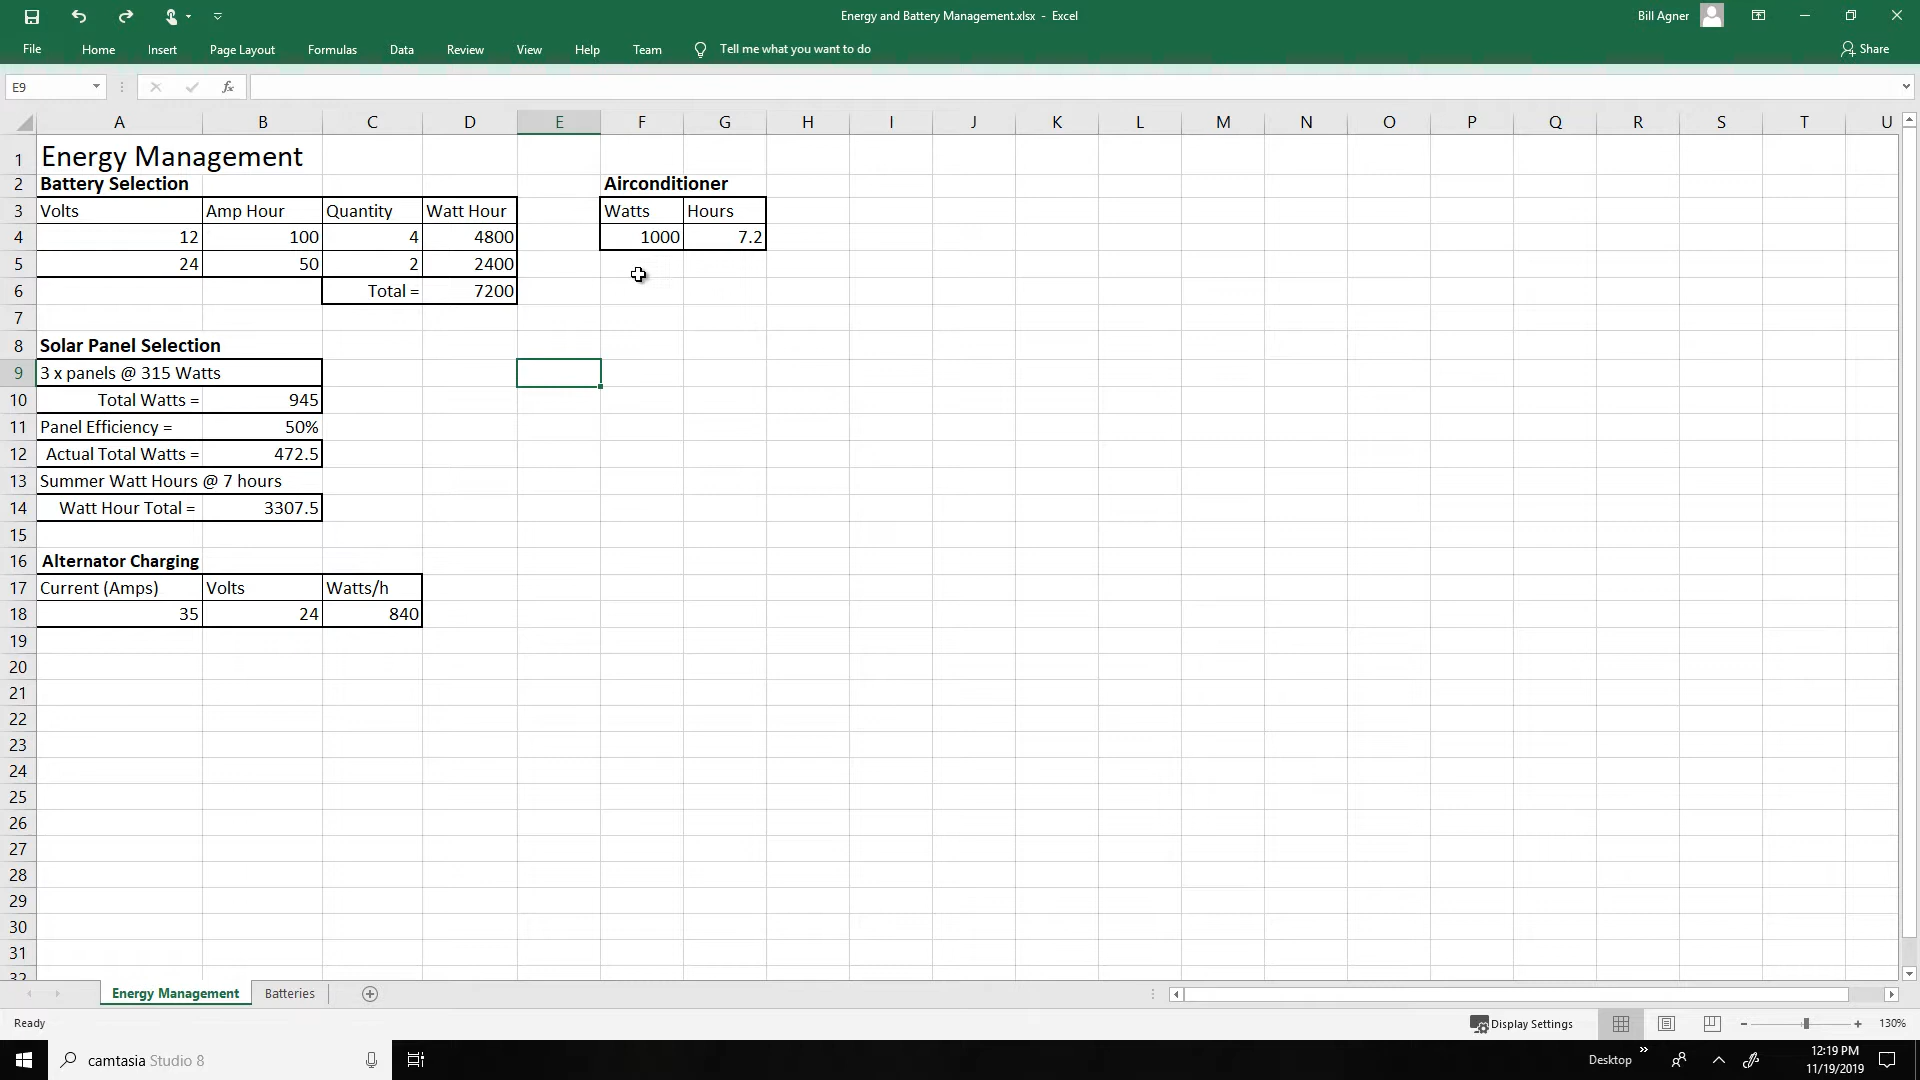 Energy and Battery Management.xlsx - Excel
Bill Agner
File Home Insert Page Layout Formulas Data Review View Help Team Tell me what you want to do Share
E9 fx
A B C D E F G H I J K L M N O P Q R S T U
1 Energy Management
2 Battery Selection Airconditioner
3 Volts Amp Hour Quantity Watt Hour Watts Hours
4 12 100 4 4800 1000 7.2
5 24 50 2 2400
6 Total = 7200
7
8 Solar Panel Selection
9 3 x panels @ 315 Watts
10 Total Watts = 945
11 Panel Efficiency = 50%
12 Actual Total Watts = 472.5
13 Summer Watt Hours @ 7 hours
14 Watt Hour Total = 3307.5
15
16 Alternator Charging
17 Current (Amps) Volts Watts/h
18 35 24 840
19
20
21
22
23
24
25
26
27
28
29
30
31
32
Energy Management Batteries
Ready Display Settings 130%
camtasia Studio 8 Desktop 12:19 PM
11/19/2019